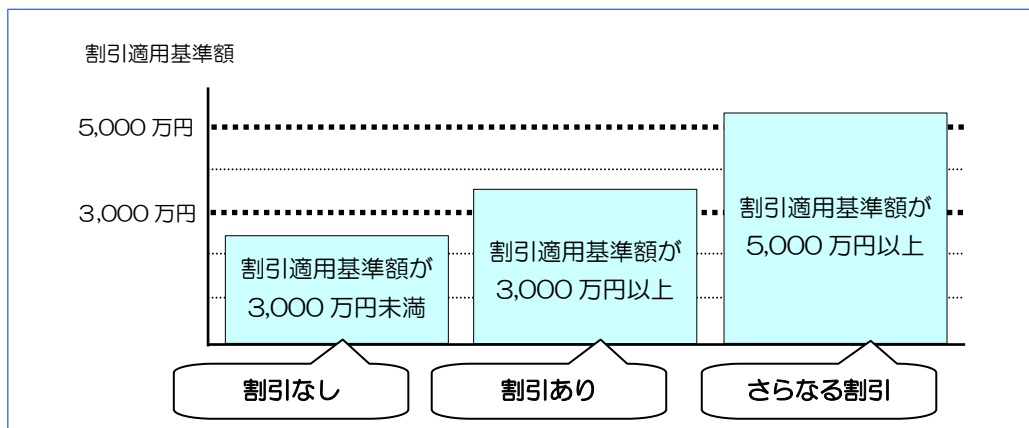 割引適用基準額
5,000 万円
3,000 万円
割引適用基準額が
3,000 万円未満
割引適用基準額が
3,000 万円以上
割引適用基準額が
5,000 万円以上
割引なし
割引あり
さらなる割引